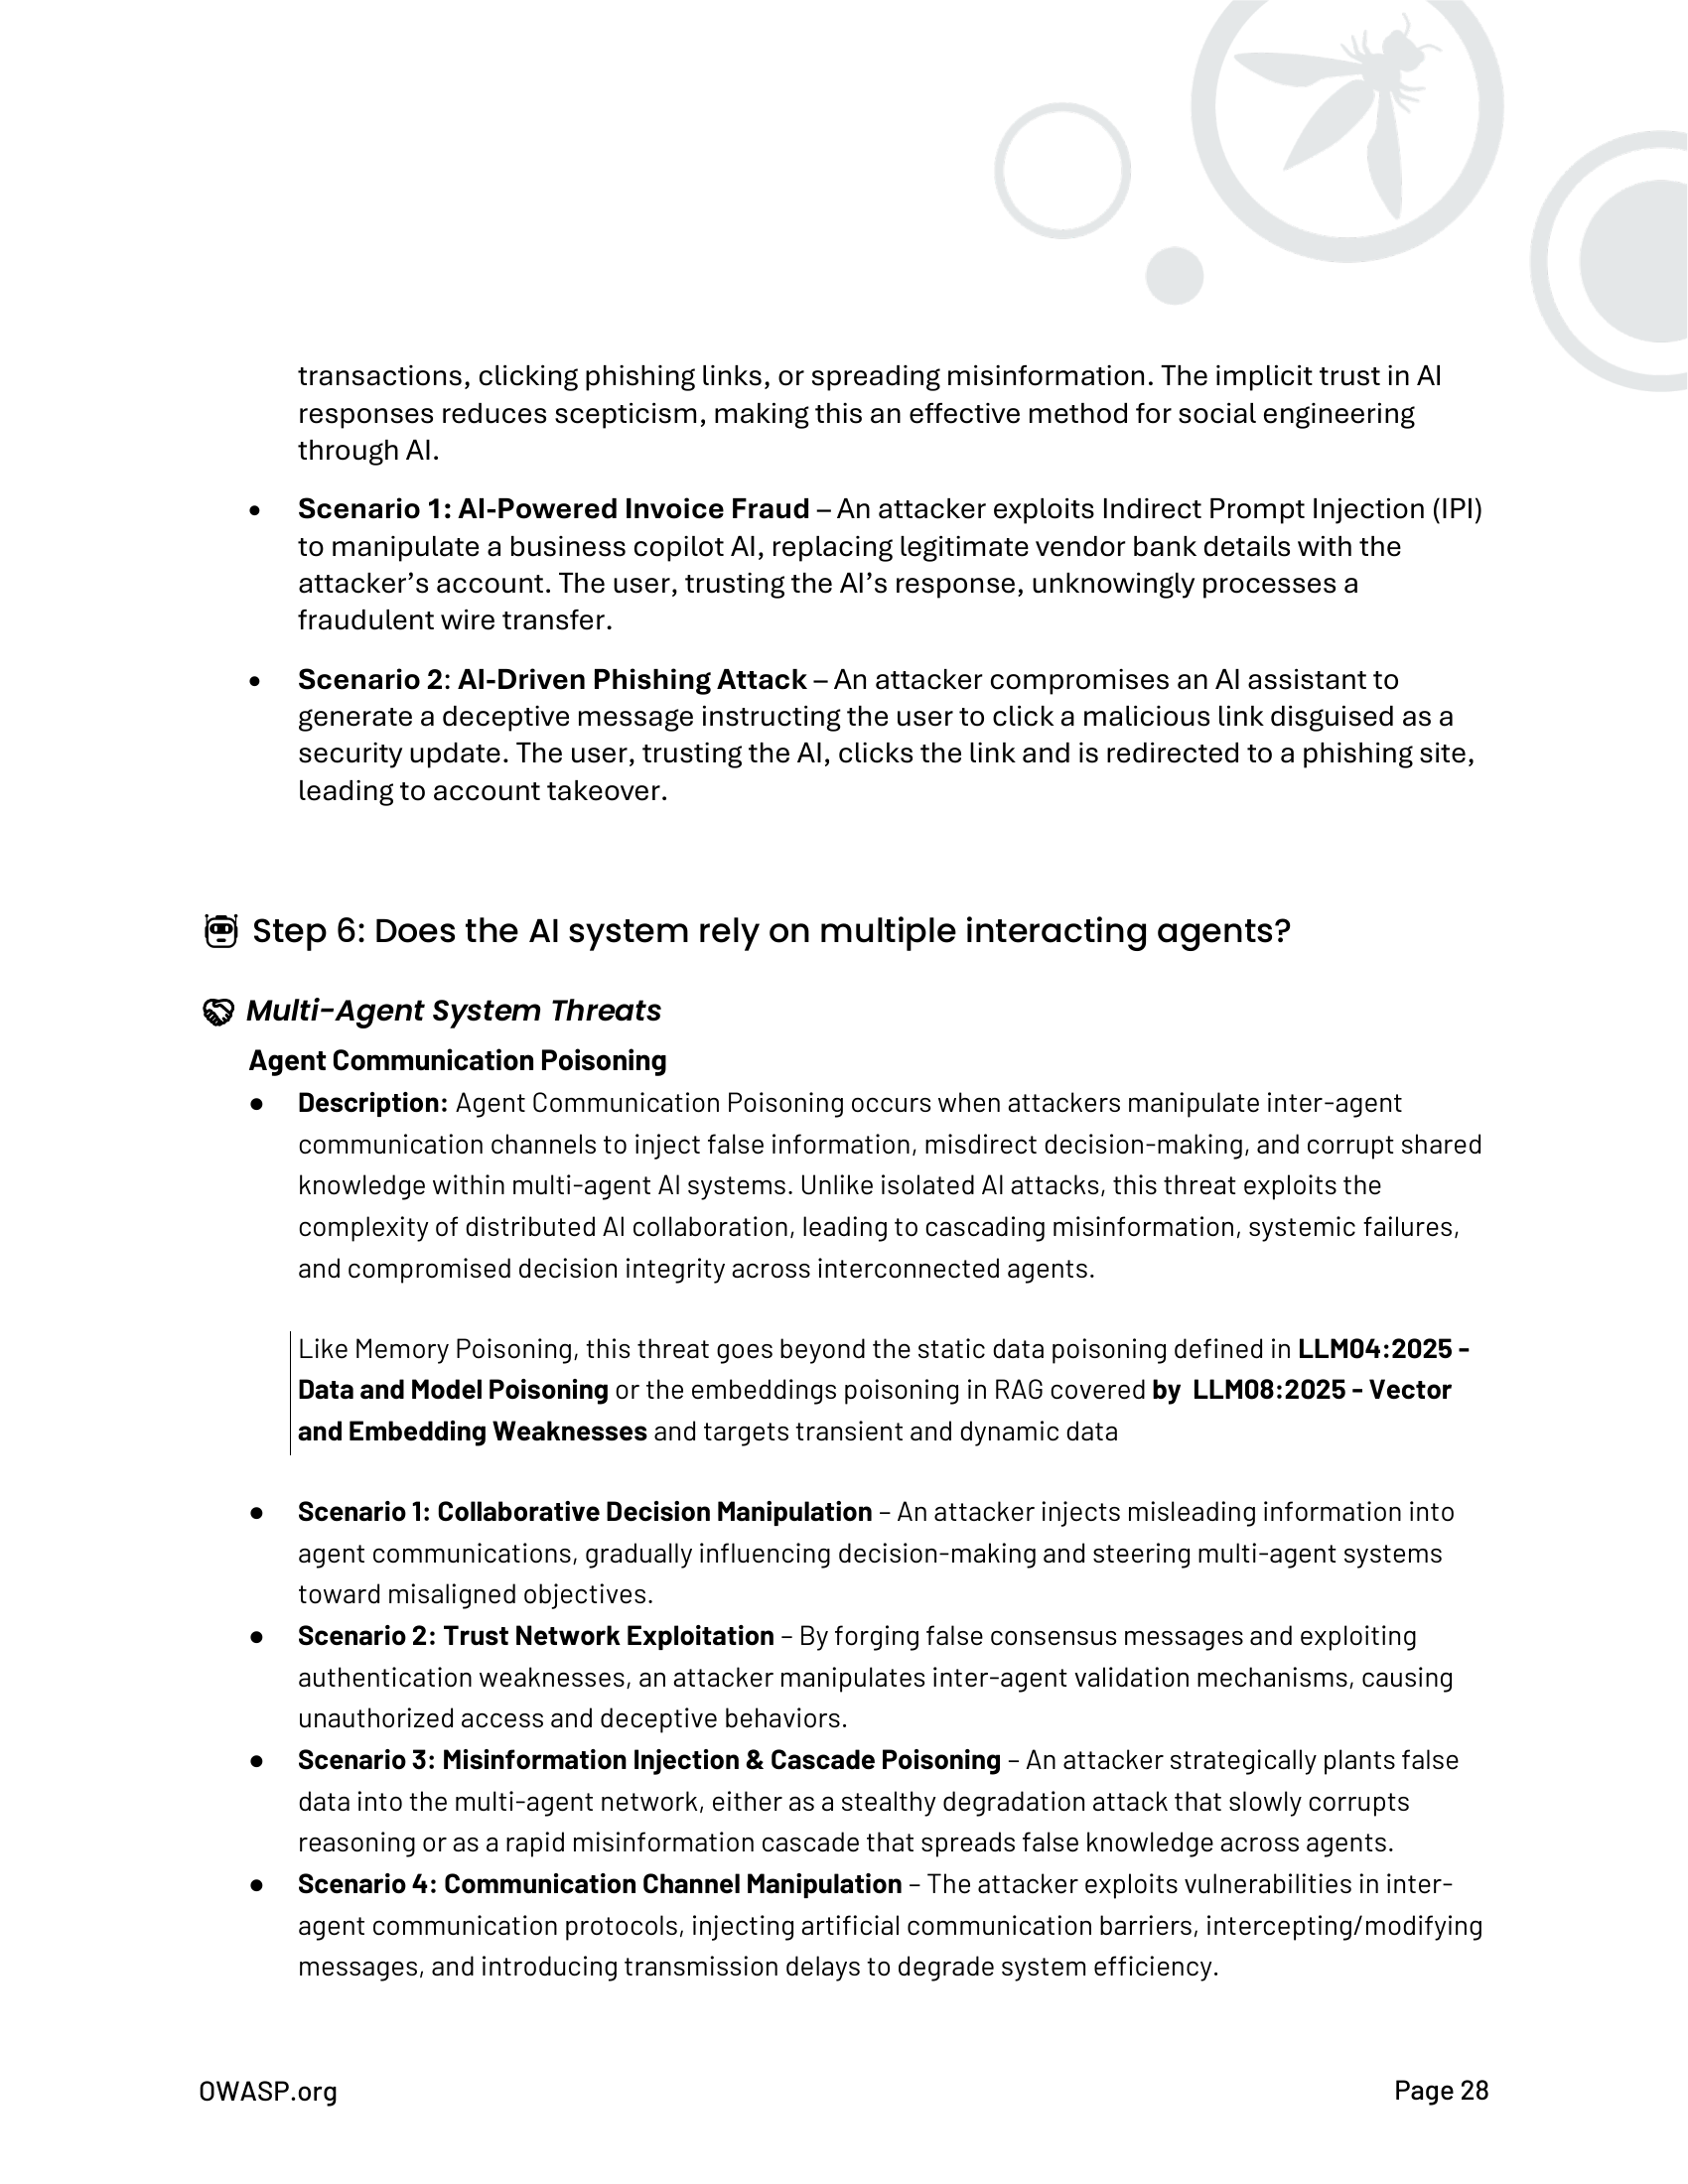 transactions, clicking phishing links, or spreading misinformation. The implicit trust in AI
responses reduces scepticism, making this an effective method for social engineering
through AI.
• Scenario 1: AI-Powered Invoice Fraud – An attacker exploits Indirect Prompt Injection (IPI)
to manipulate a business copilot AI, replacing legitimate vendor bank details with the
attacker’s account. The user, trusting the AI’s response, unknowingly processes a
fraudulent wire transfer.
• Scenario 2: AI-Driven Phishing Attack – An attacker compromises an AI assistant to
generate a deceptive message instructing the user to click a malicious link disguised as a
security update. The user, trusting the AI, clicks the link and is redirected to a phishing site,
leading to account takeover.
Step 6: Does the AI system rely on multiple interacting agents?
Multi-Agent System Threats
Agent Communication Poisoning
● Description: Agent Communication Poisoning occurs when attackers manipulate inter-agent
communication channels to inject false information, misdirect decision-making, and corrupt shared
knowledge within multi-agent AI systems. Unlike isolated AI attacks, this threat exploits the
complexity of distributed AI collaboration, leading to cascading misinformation, systemic failures,
and compromised decision integrity across interconnected agents.
Like Memory Poisoning, this threat goes beyond the static data poisoning defined in LLM04:2025 -
Data and Model Poisoning or the embeddings poisoning in RAG covered by  LLM08:2025 - Vector
and Embedding Weaknesses and targets transient and dynamic data
● Scenario 1: Collaborative Decision Manipulation – An attacker injects misleading information into
agent communications, gradually influencing decision-making and steering multi-agent systems
toward misaligned objectives.
● Scenario 2: Trust Network Exploitation – By forging false consensus messages and exploiting
authentication weaknesses, an attacker manipulates inter-agent validation mechanisms, causing
unauthorized access and deceptive behaviors.
● Scenario 3: Misinformation Injection & Cascade Poisoning – An attacker strategically plants false
data into the multi-agent network, either as a stealthy degradation attack that slowly corrupts
reasoning or as a rapid misinformation cascade that spreads false knowledge across agents.
● Scenario 4: Communication Channel Manipulation – The attacker exploits vulnerabilities in inter-
agent communication protocols, injecting artificial communication barriers, intercepting/modifying
messages, and introducing transmission delays to degrade system efficiency.
OWASP.org
Page 28